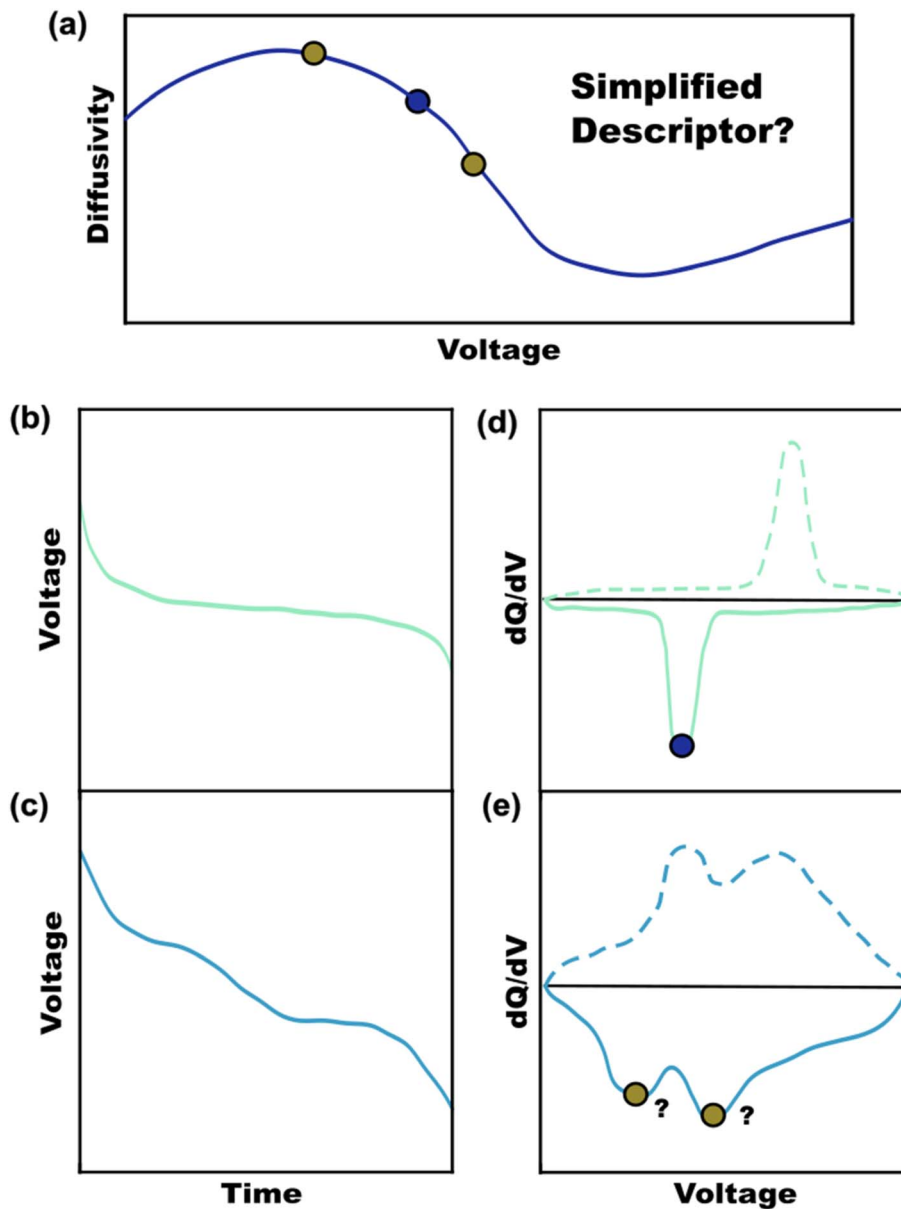 (a)
Diffusivity
Simplified
Descriptor?
Voltage
(b)
Voltage
(d)
dQ/dV
(c)
Voltage
Time
(e)
dQ/dV
?
?
Voltage